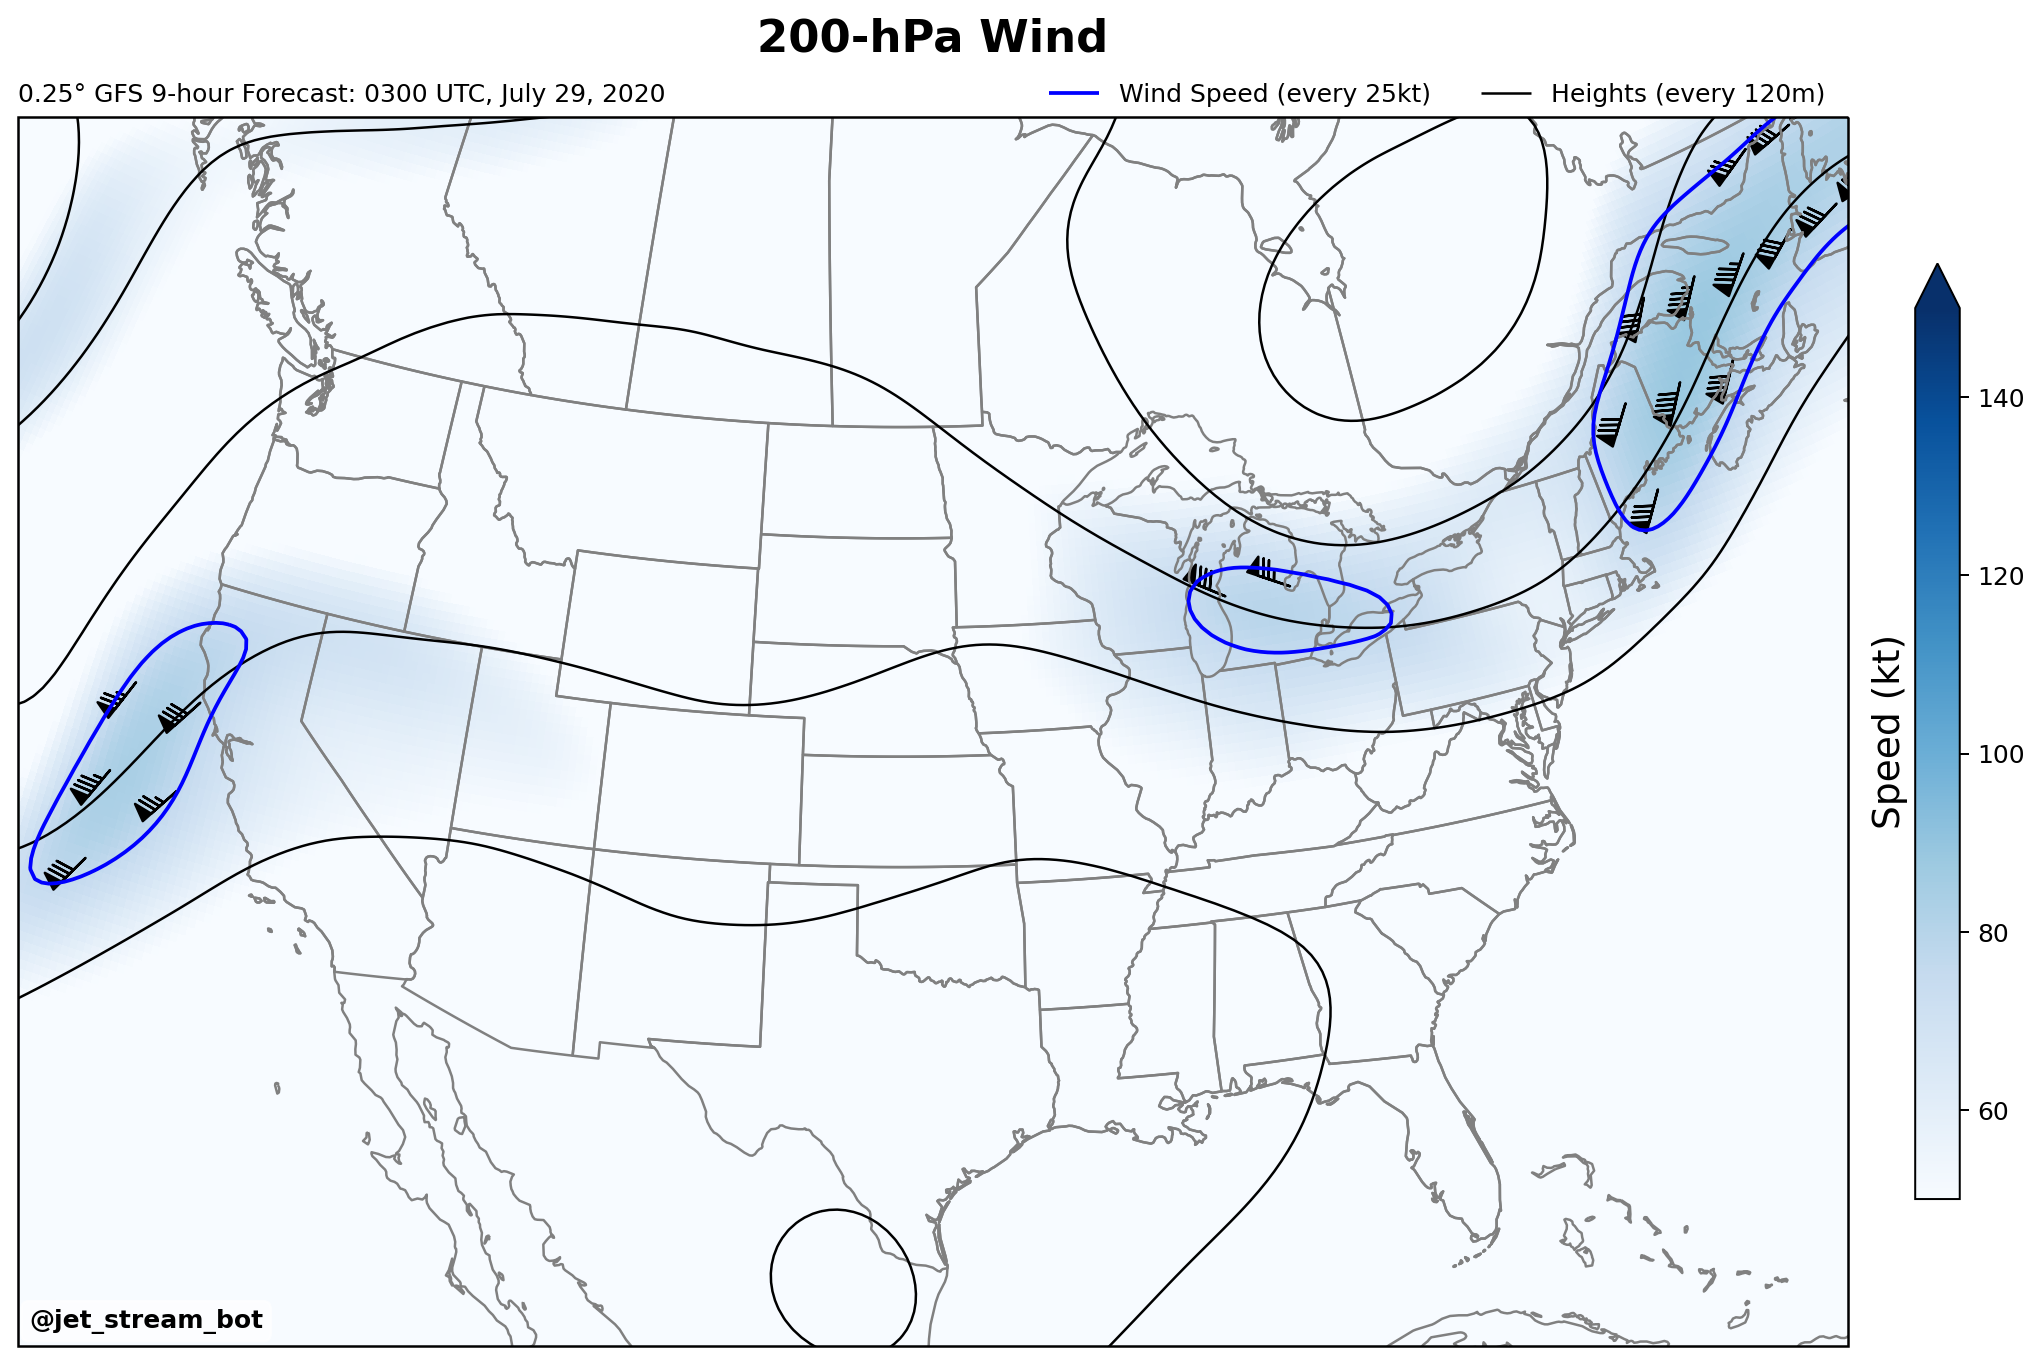 200-hPa Wind
0.25° GFS 9-hour Forecast: 0300 UTC, July 29, 2020
Wind Speed (every 25kt)
Heights (every 120m)
140
120
100
80
60
Speed (kt)
@jet_stream_bot